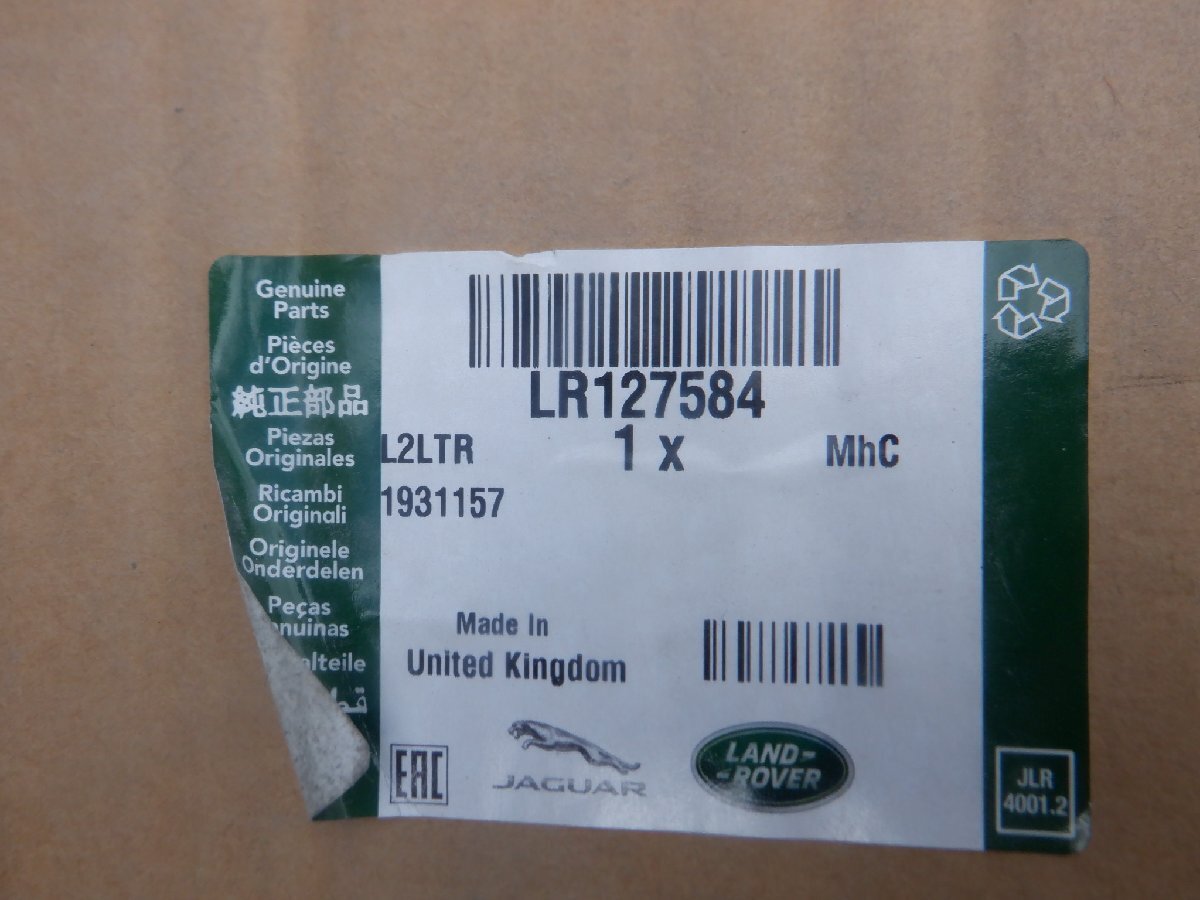 Genuine
Parts
Pièces
d'Origine
純正部品
Piezas
Originales
Ricambi
Originali
Originele
Onderdelen
Peças
LR127584
L2LTR 1 x MhC
1931157
Made In
United Kingdom
EAC
JAGUAR
LAND-
-ROVER
JLR
4001.2